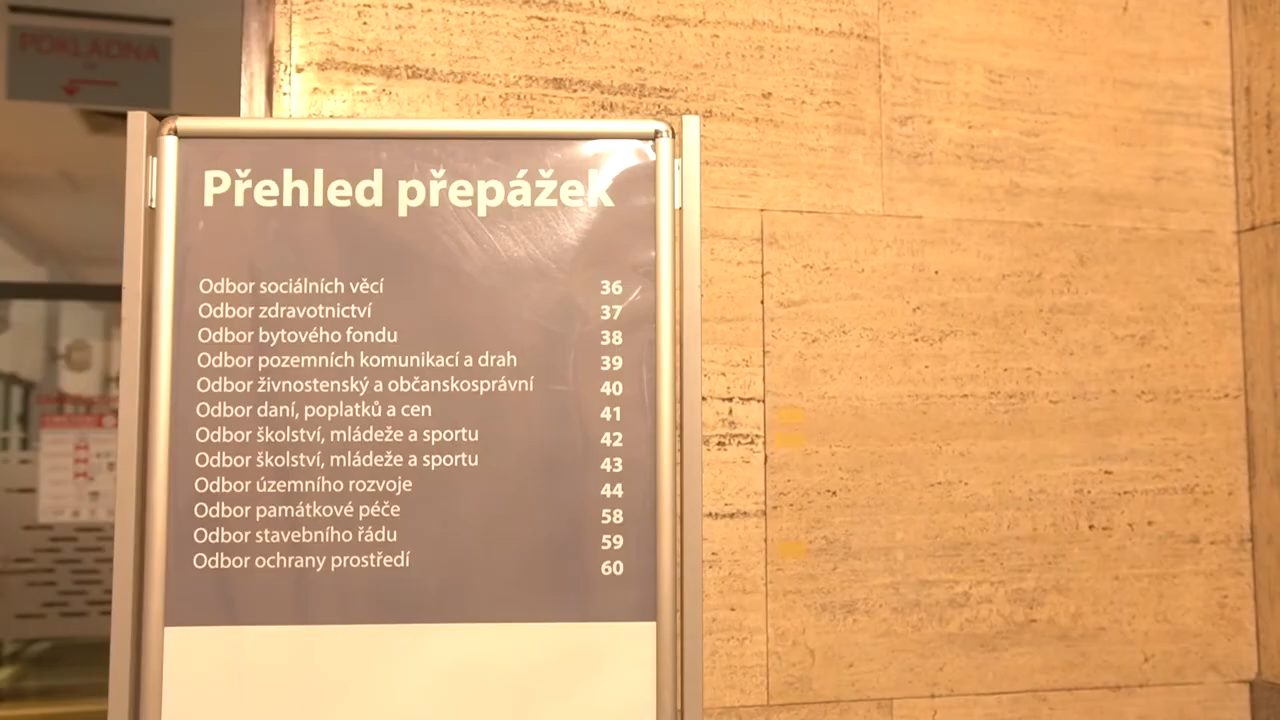 POKLADNA
Přehled přepážek
Odbor sociálních věcí 36
Odbor zdravotnictví 37
Odbor bytového fondu 38
Odbor pozemních komunikací a drah 39
Odbor živnostenský a občanskosprávní 40
Odbor daní, poplatků a cen 41
Odbor školství, mládeže a sportu 42
Odbor školství, mládeže a sportu 43
Odbor územního rozvoje 44
Odbor památkové péče 58
Odbor stavebního řádu 59
Odbor ochrany prostředí 60